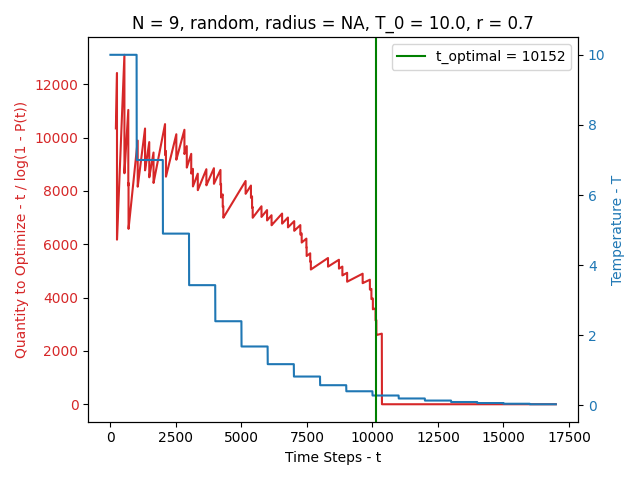 N = 9, random, radius = NA, T_0 = 10.0, r = 0.7
t_optimal = 10152
Quantity to Optimize - t / log(1 - P(t))
12000
10000
8000
6000
4000
2000
0
Temperature - T
10
8
6
4
2
0
0 2500 5000 7500 10000 12500 15000 17500
Time Steps - t